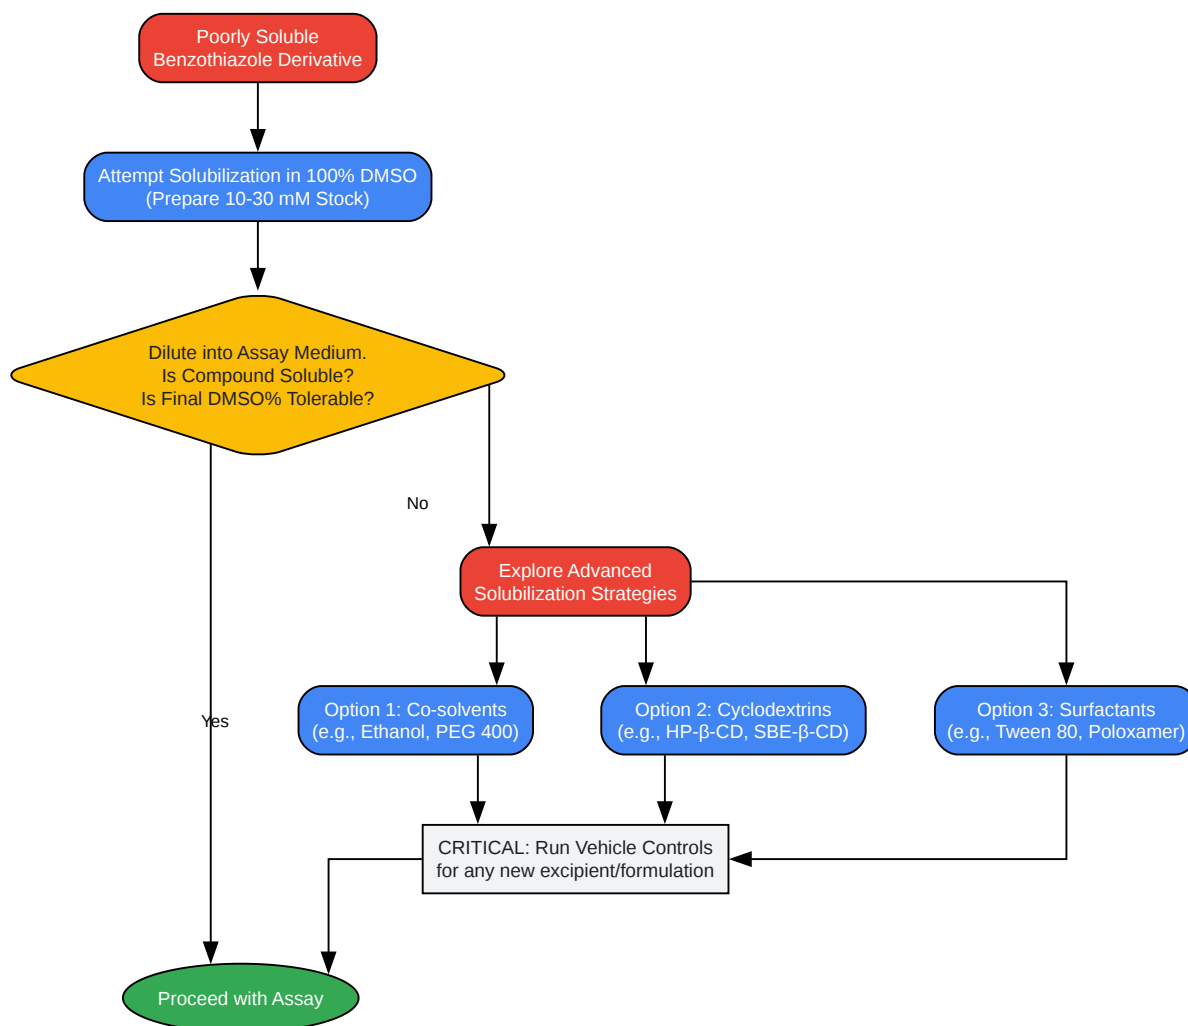 Poorly Soluble
Benzothiazole Derivative
Attempt Solubilization in 100% DMSO
(Prepare 10-30 mM Stock)
Dilute into Assay Medium.
Is Compound Soluble?
Is Final DMSO% Tolerable?
No
Explore Advanced
Solubilization Strategies
Option 1: Co-solvents
(e.g., Ethanol, PEG 400)
Option 2: Cyclodextrins
(e.g., HP-β-CD, SBE-β-CD)
Option 3: Surfactants
(e.g., Tween 80, Poloxamer)
Yes
CRITICAL: Run Vehicle Controls
for any new excipient/formulation
Proceed with Assay